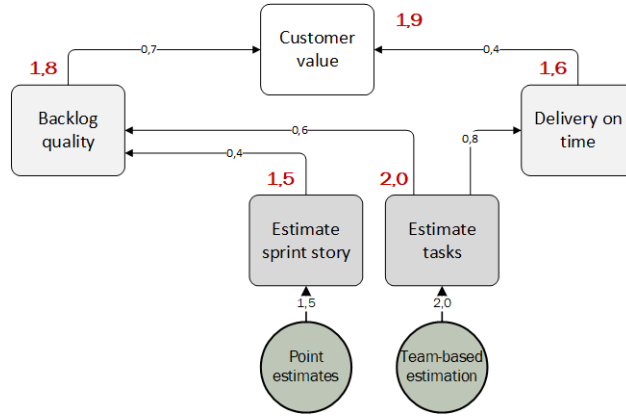 1,9
Customer
value
0,7
0,4
1,8
1,6
Backlog
quality
Delivery on
time
0,6
0,8
0,4
1,5
2,0
Estimate
sprint story
Estimate
tasks
1,5
2,0
Point
estimates
Team-based
estimation